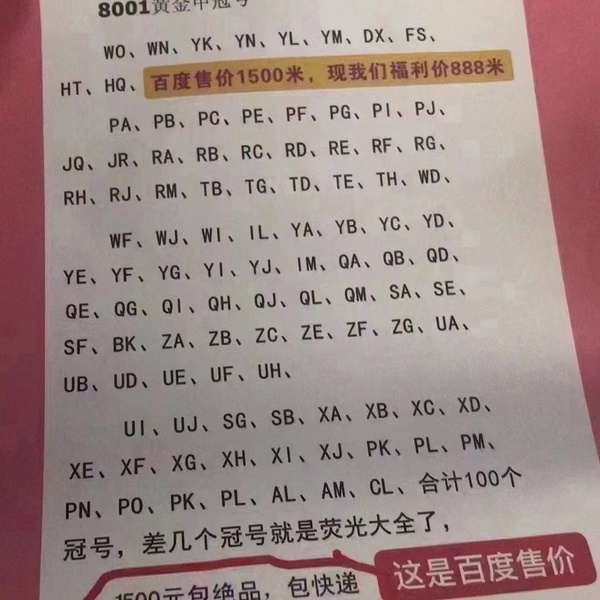 8001黄金甲冠号
WO、WN、YK、YN、YL、YM、DX、FS、
HT、HQ、百度售价1500米，现我们福利价888米
PA、PB、PC、PE、PF、PG、PI、PJ、
JQ、JR、RA、RB、RC、RD、RE、RF、RG、
RH、RJ、RM、TB、TG、TD、TE、TH、WD、
WF、WJ、WI、IL、YA、YB、YC、YD、
YE、YF、YG、YI、YJ、IM、QA、QB、QD、
QE、QG、QI、QH、QJ、QL、QM、SA、SE、
SF、BK、ZA、ZB、ZC、ZE、ZF、ZG、UA、
UB、UD、UE、UF、UH、
UI、UJ、SG、SB、XA、XB、XC、XD、
XE、XF、XG、XH、XI、XJ、PK、PL、PM、
PN、PO、PK、PL、AL、AM、CL、合计100个
冠号，差几个冠号就是荧光大全了，
1500元包绝品，包快递
这是百度售价